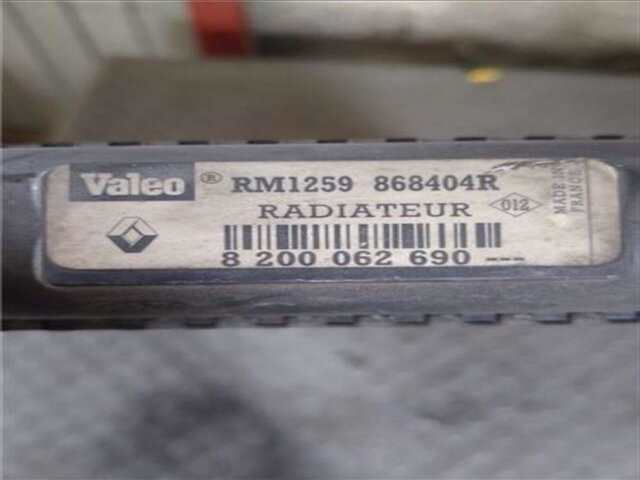 Valeo ® RM1259 868404R
RADIATEUR 012
8 200 062 690 ---
MADE IN
FRANCE